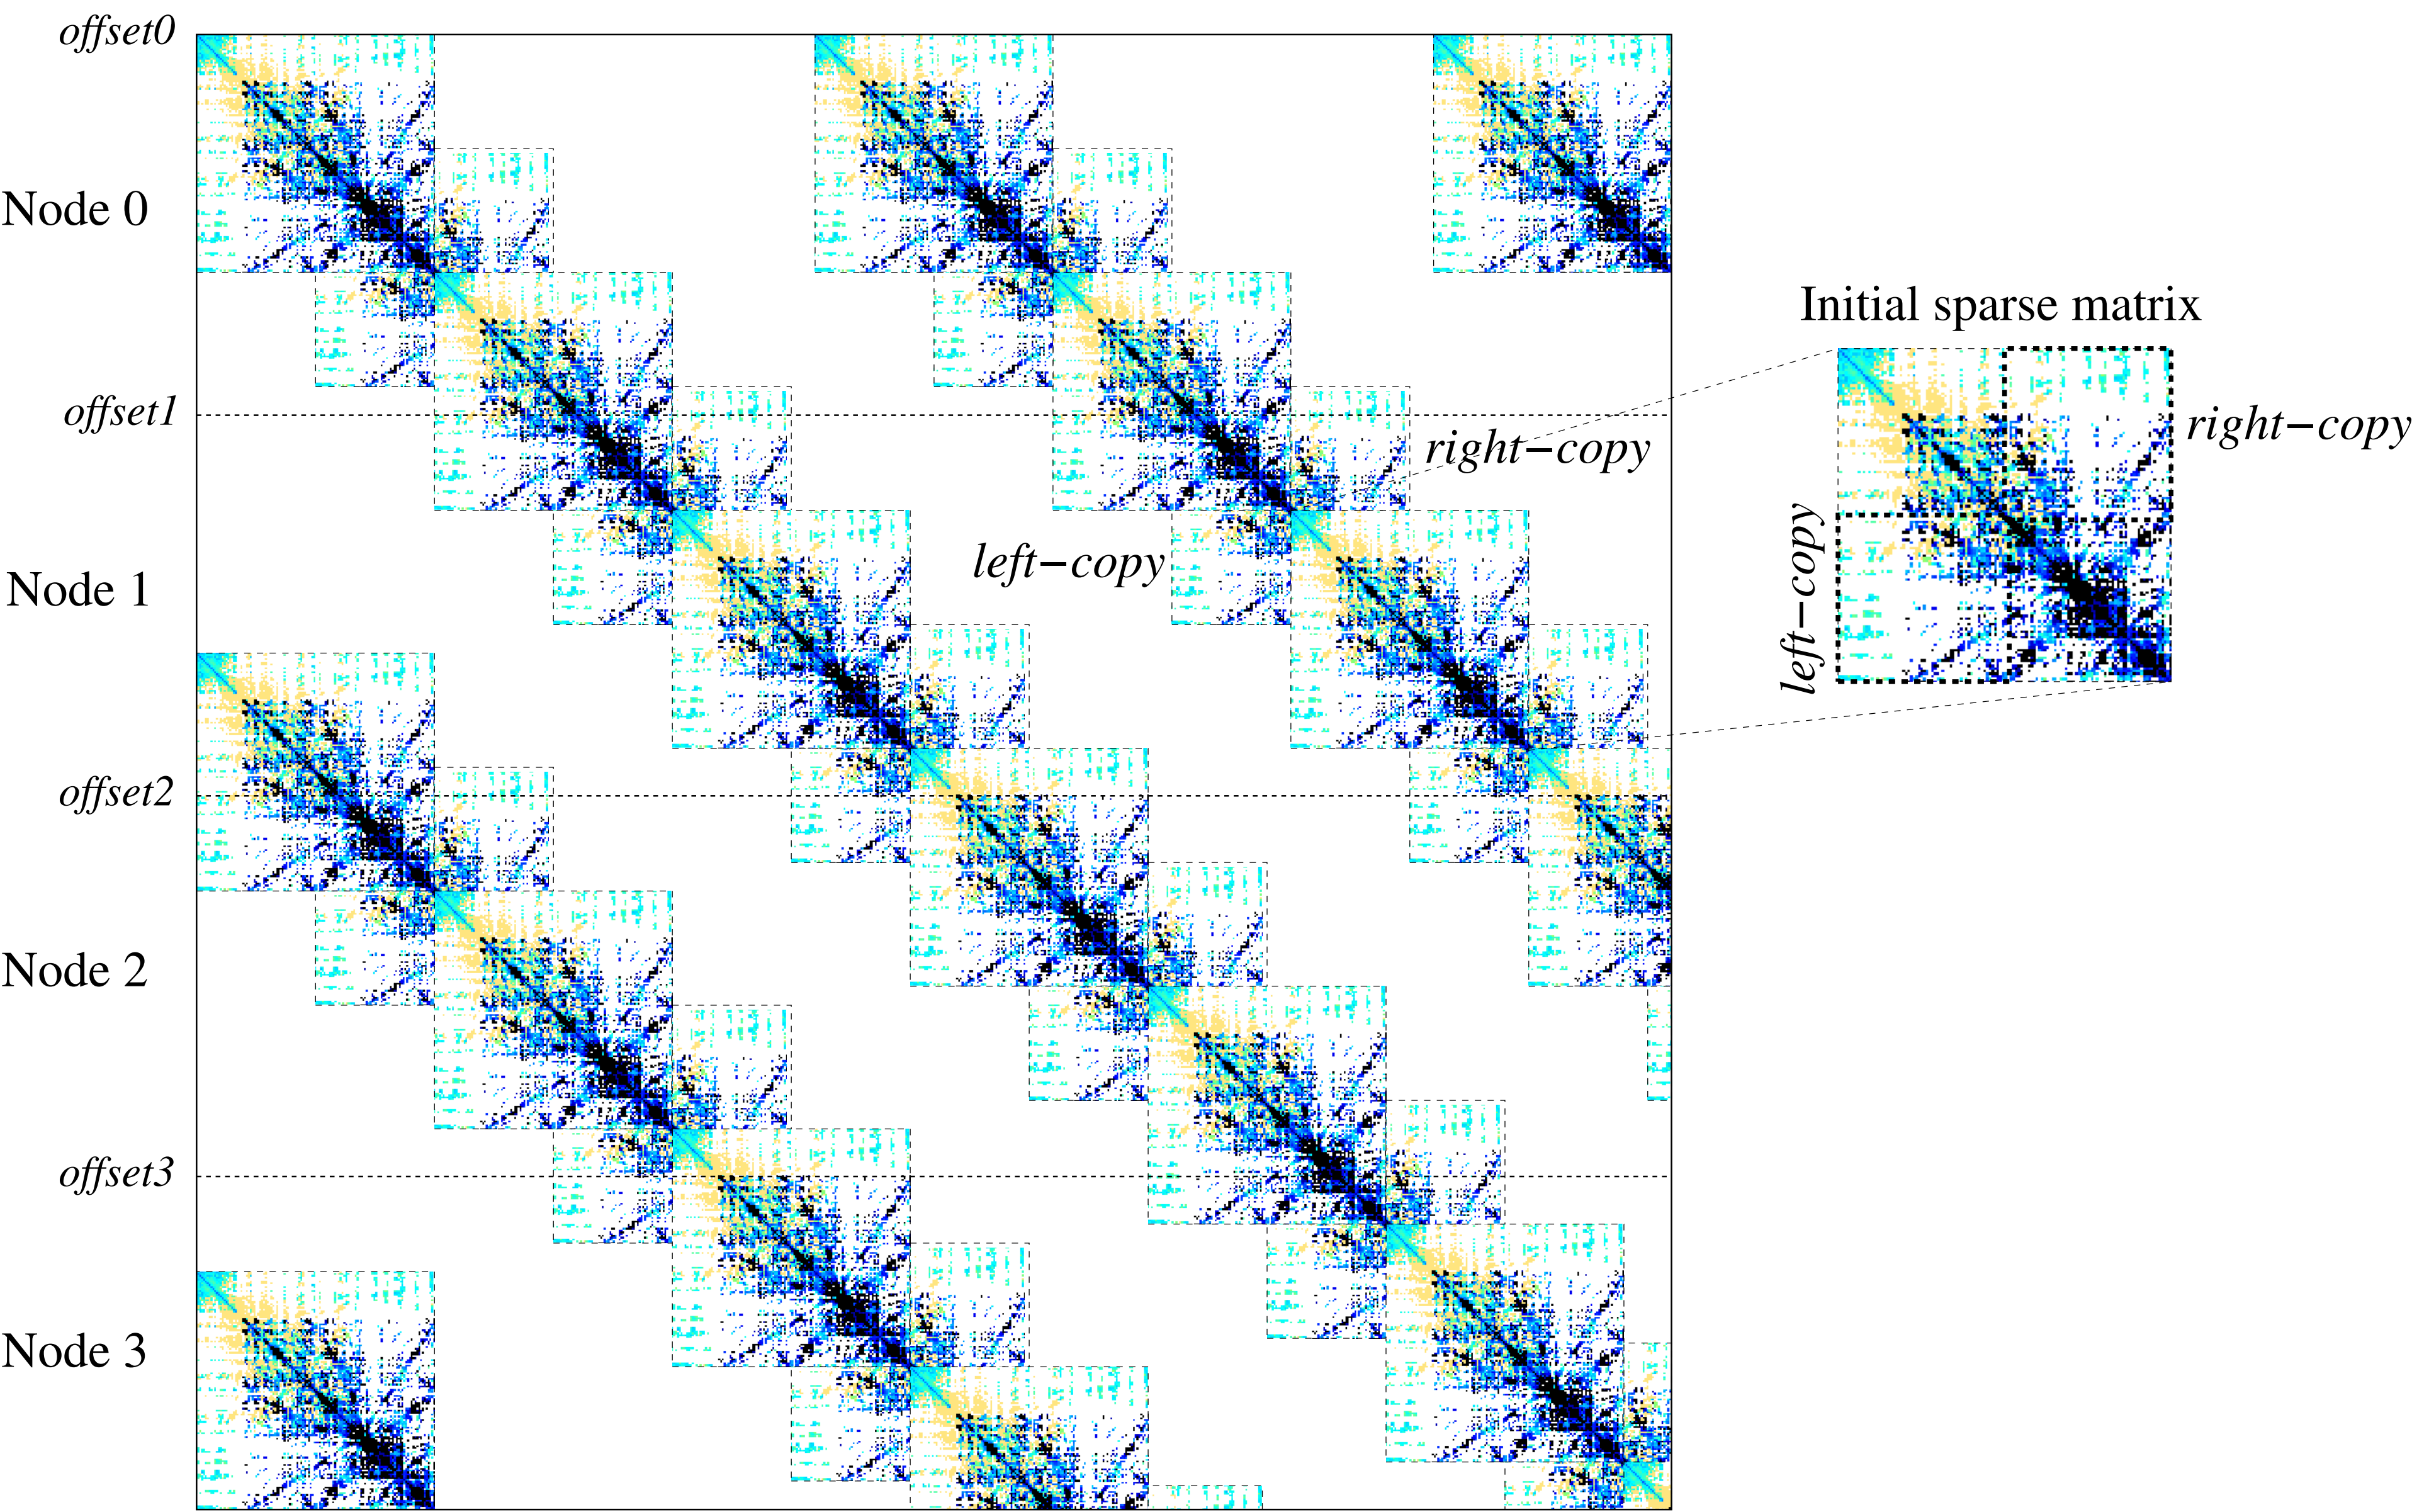 offset0
Node 0
Initial sparse matrix
offset1
right−copy
right−copy
left−copy
left−copy
Node 1
offset2
Node 2
offset3
Node 3